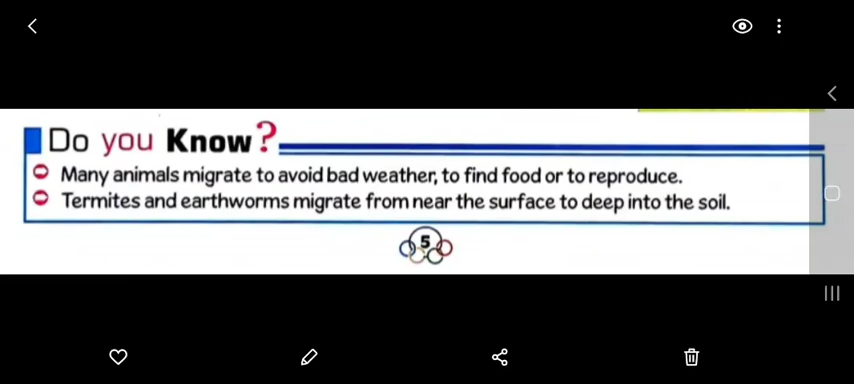 Do you Know?
Many animals migrate to avoid bad weather, to find food or to reproduce.
Termites and earthworms migrate from near the surface to deep into the soil.
5